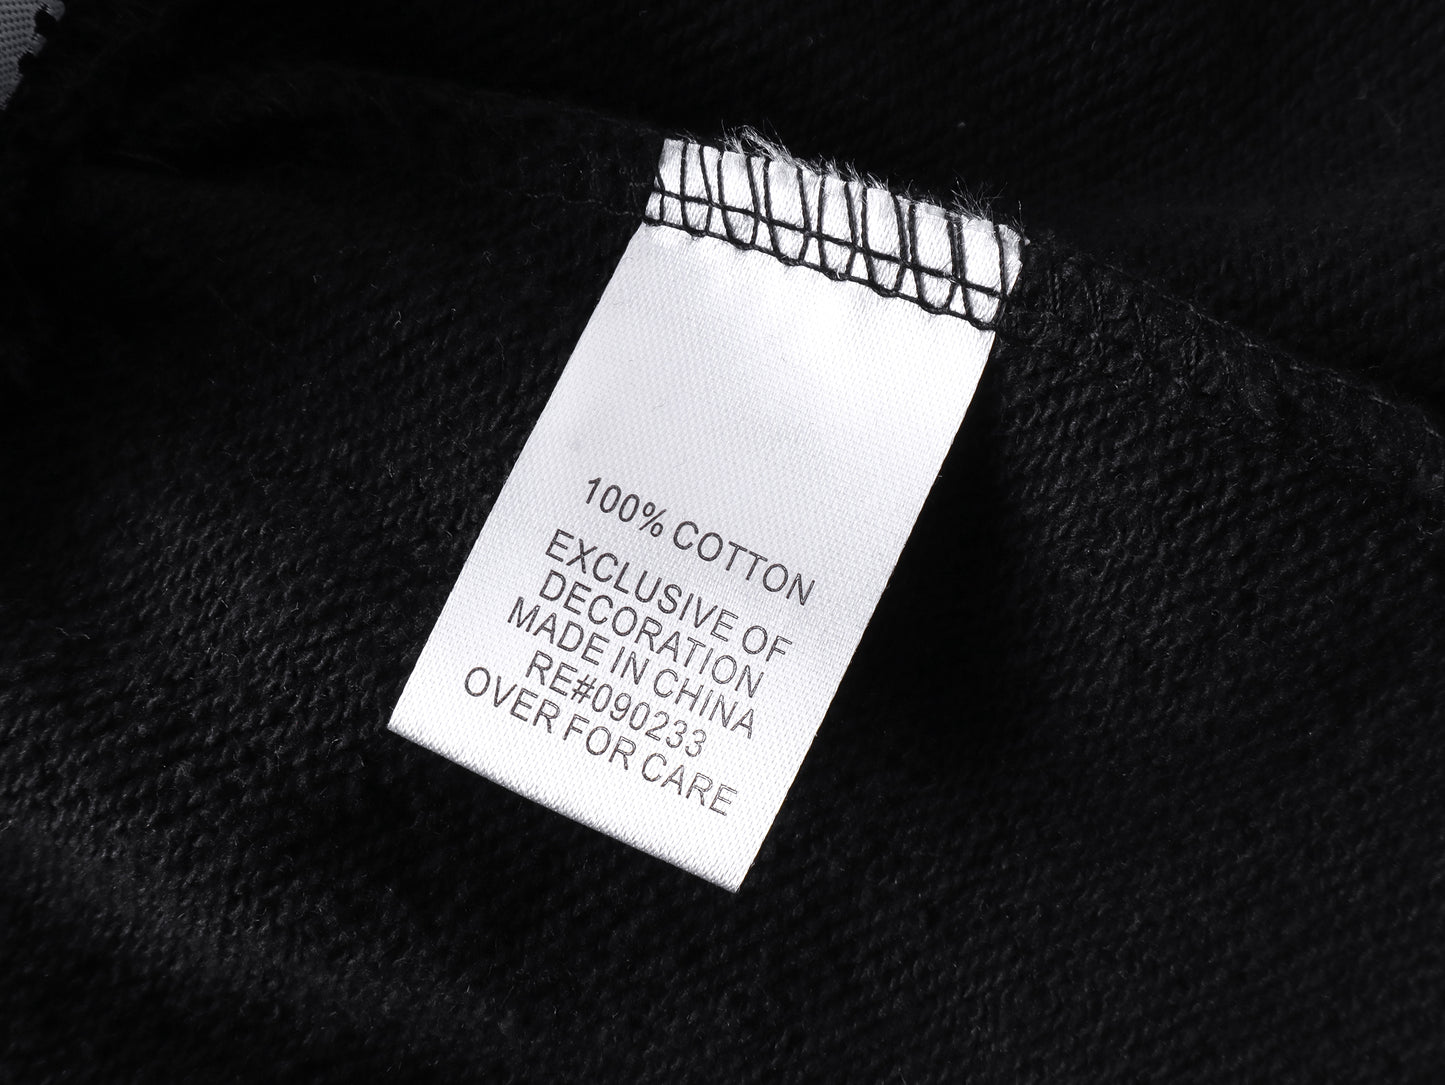 100% COTTON
EXCLUSIVE OF
DECORATION
MADE IN CHINA
RE#090233
OVER FOR CARE